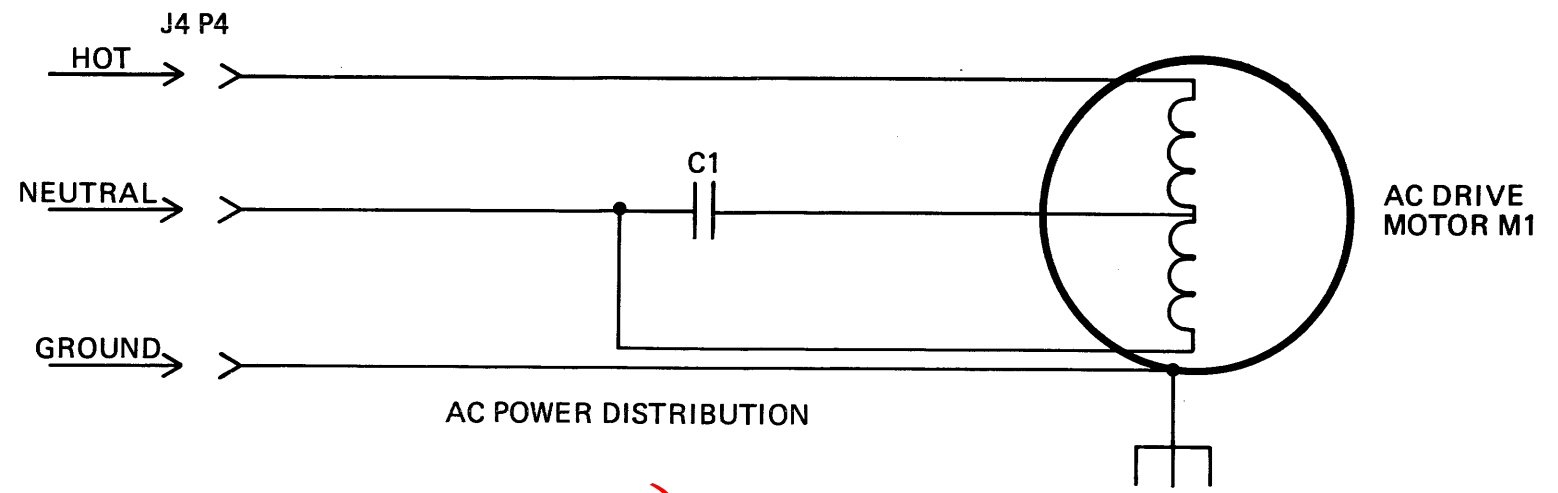 J4 P4
HOT
C1
NEUTRAL
AC DRIVE
MOTOR M1
GROUND
AC POWER DISTRIBUTION